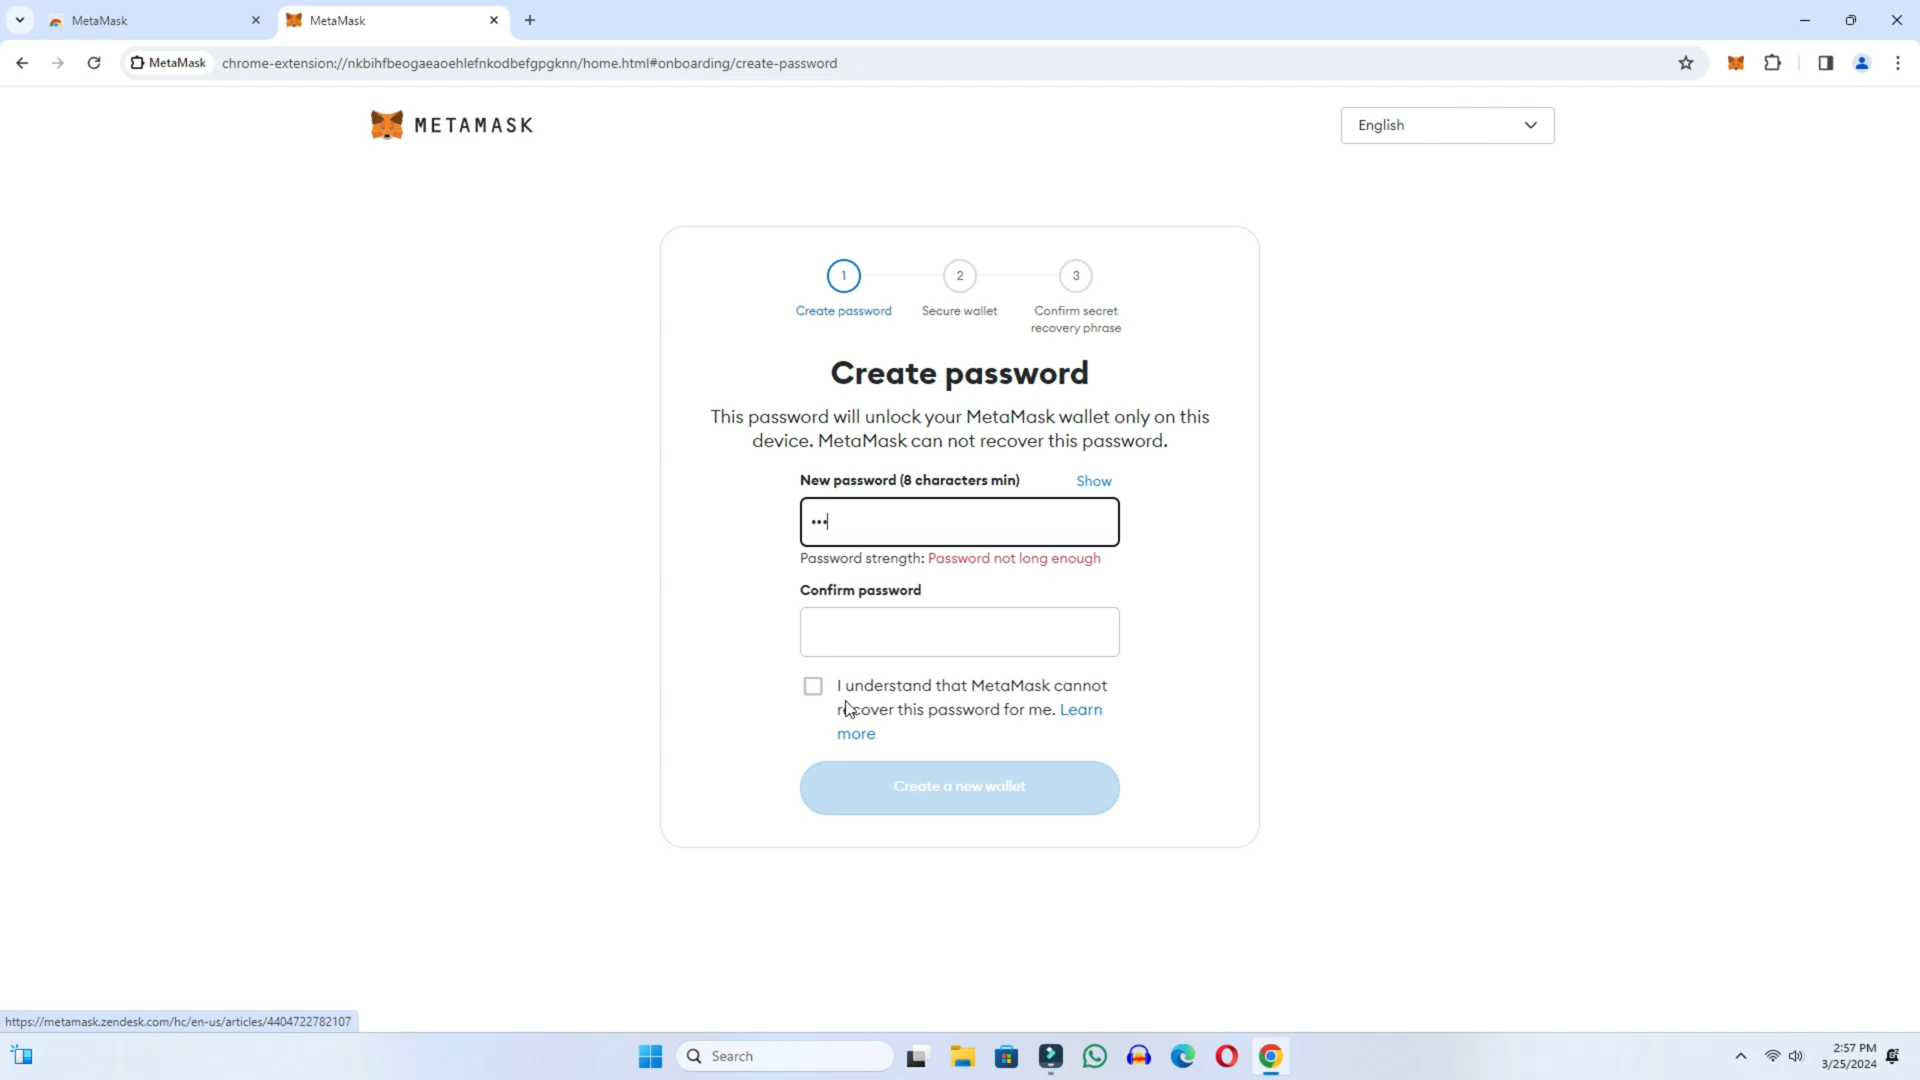 MetaMask
MetaMask
MetaMask
chrome-extension://nkbihfbeogaeaoehlefnkodbefgpgknn/home.html#onboarding/create-password
METAMASK
English
1
2
3
Create password
Secure wallet
Confirm secret
recovery phrase
Create password
This password will unlock your MetaMask wallet only on this
device. MetaMask can not recover this password.
New password (8 characters min)
Show
•••
Password strength: Password not long enough
Confirm password
I understand that MetaMask cannot
recover this password for me. Learn
more
Create a new wallet
https://metamask.zendesk.com/hc/en-us/articles/4404722782107
Search
2:57 PM
3/25/2024